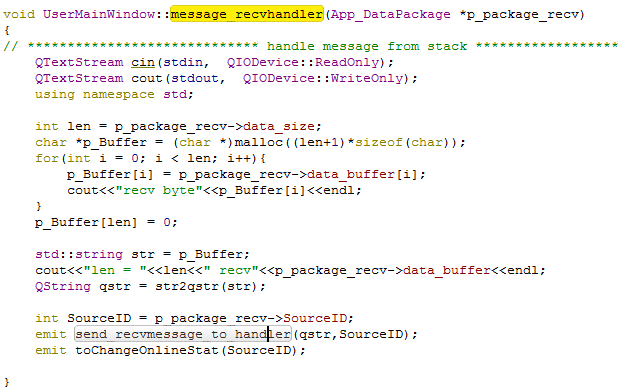 void UserMainWindow::message_recvhandler(App_DataPackage *p_package_recv)
{
// ***************************** handle message from stack ******************
    QTextStream cin(stdin,  QIODevice::ReadOnly);
    QTextStream cout(stdout,  QIODevice::WriteOnly);
    using namespace std;
    int len = p_package_recv->data_size;
    char *p_Buffer = (char *)malloc((len+1)*sizeof(char));
    for(int i = 0; i < len; i++){
        p_Buffer[i] = p_package_recv->data_buffer[i];
        cout<<"recv byte"<<p_Buffer[i]<<endl;
    }
    p_Buffer[len] = 0;
    std::string str = p_Buffer;
    cout<<"len = "<<len<<" recv"<<p_package_recv->data_buffer<<endl;
    QString qstr = str2qstr(str);
    int SourceID = p_package_recv->SourceID;
    emit send_recvmessage_to_handler(qstr,SourceID);
    emit toChangeOnlineStat(SourceID);
}